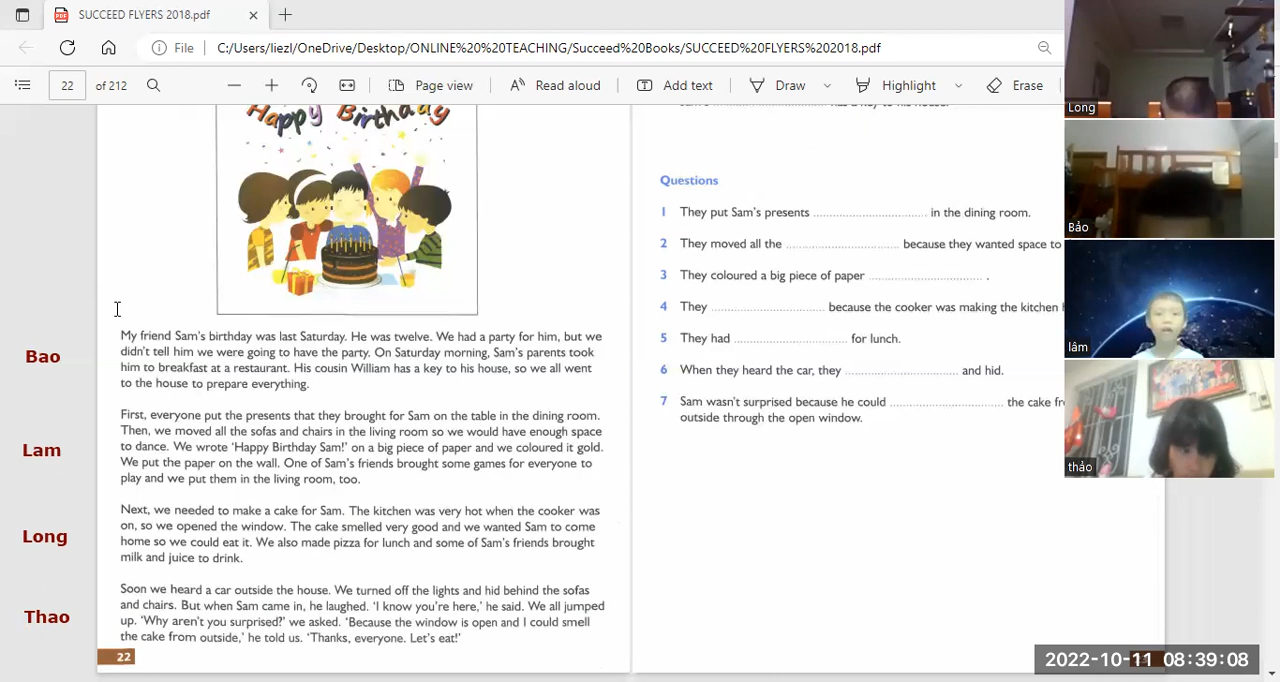 SUCCEED FLYERS 2018.pdf
File
C:/Users/liezl/OneDrive/Desktop/ONLINE%20%20TEACHING/Succeed%20Books/SUCCEED%20FLYERS%202018.pdf
22
of 212
Page view
Read aloud
Add text
Draw
Highlight
Erase
Happy Birthday
My friend Sam's birthday was last Saturday. He was twelve. We had a party for him, but we
didn't tell him we were going to have the party. On Saturday morning, Sam's parents took
him to breakfast at a restaurant. His cousin William has a key to his house, so we all went
to the house to prepare everything.
First, everyone put the presents that they brought for Sam on the table in the dining room.
Then, we moved all the sofas and chairs in the living room so we would have enough space
to dance. We wrote 'Happy Birthday Sam!' on a big piece of paper and we coloured it gold.
We put the paper on the wall. One of Sam's friends brought some games for everyone to
play and we put them in the living room, too.
Next, we needed to make a cake for Sam. The kitchen was very hot when the cooker was
on, so we opened the window. The cake smelled very good and we wanted Sam to come
home so we could eat it. We also made pizza for lunch and some of Sam's friends brought
milk and juice to drink.
Soon we heard a car outside the house. We turned off the lights and hid behind the sofas
and chairs. But when Sam came in, he laughed. 'I know you're here,' he said. We all jumped
up. 'Why aren't you surprised?' we asked. 'Because the window is open and I could smell
the cake from outside,' he told us. 'Thanks, everyone. Let's eat!'
22
Bao
Lam
Long
Thao
has a key to his house.
Questions
1 They put Sam's presents .............................. in the dining room.
2 They moved all the .............................. because they wanted space to
3 They coloured a big piece of paper .............................. .
4 They .............................. because the cooker was making the kitchen
5 They had .............................. for lunch.
6 When they heard the car, they .............................. and hid.
7 Sam wasn't surprised because he could .............................. the cake
outside through the open window.
Long
Bảo
lâm
thảo
2022-10-11 08:39:08